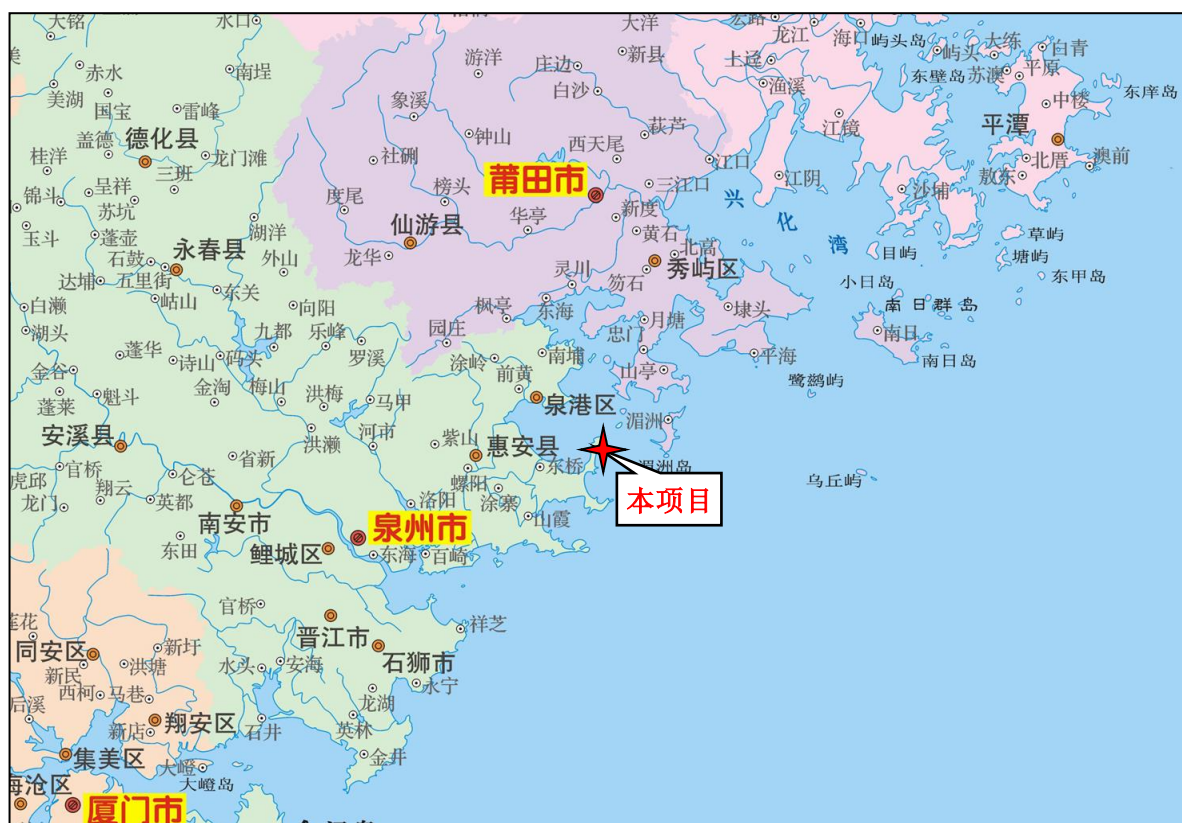 大铭
水口
大洋
宏路
龙江
海口
屿头岛
屿头
大练
白青
赤水
南埕
游洋
庄边
新县
士迳
东壁岛
苏澳
平原
美湖
国宝
雷峰
象溪
白沙
渔溪
中楼
东庠岛
盖德
德化县
钟山
萩芦
江镜
平潭
桂洋
三班
龙门滩
社硎
西天尾
江口
北厝
澳前
锦斗
呈祥
苏坑
度尾
榜头
莆田市
三江口
江阴
沙埔
敖东
玉斗
蓬壶
湖洋
仙游县
华亭
新度
黄石
兴化湾
草屿
石鼓
永春县
外山
龙华
灵川
北高
秀屿区
目屿
塘屿
达埔
五里街
笏石
小日岛
东甲岛
白濑
岵山
东关
向阳
枫亭
东海
埭头
南日群岛
湖头
九都
乐峰
园庄
月塘
忠门
南日
蓬华
诗山
码头
罗溪
涂岭
南埔
平海
南日岛
金谷
金淘
梅山
洪梅
马甲
前黄
山亭
鹭鹚屿
蓬莱
魁斗
泉港区
湄洲
安溪县
洪濑
河市
紫山
惠安县
官桥
省新
东桥
湄洲岛
虎邱
仑苍
螺阳
乌丘屿
龙门
翔云
英都
洛阳
涂寨
本项目
南安市
泉州市
山霞
东田
鲤城区
东海
百崎
官桥
莲花
晋江市
祥芝
同安区
新圩
石狮市
新民
洪塘
水头
安海
永宁
西柯
马巷
后溪
龙湖
新店
翔安区
石井
英林
集美区
大嶝
金井
海沧区
大嶝岛
厦门市